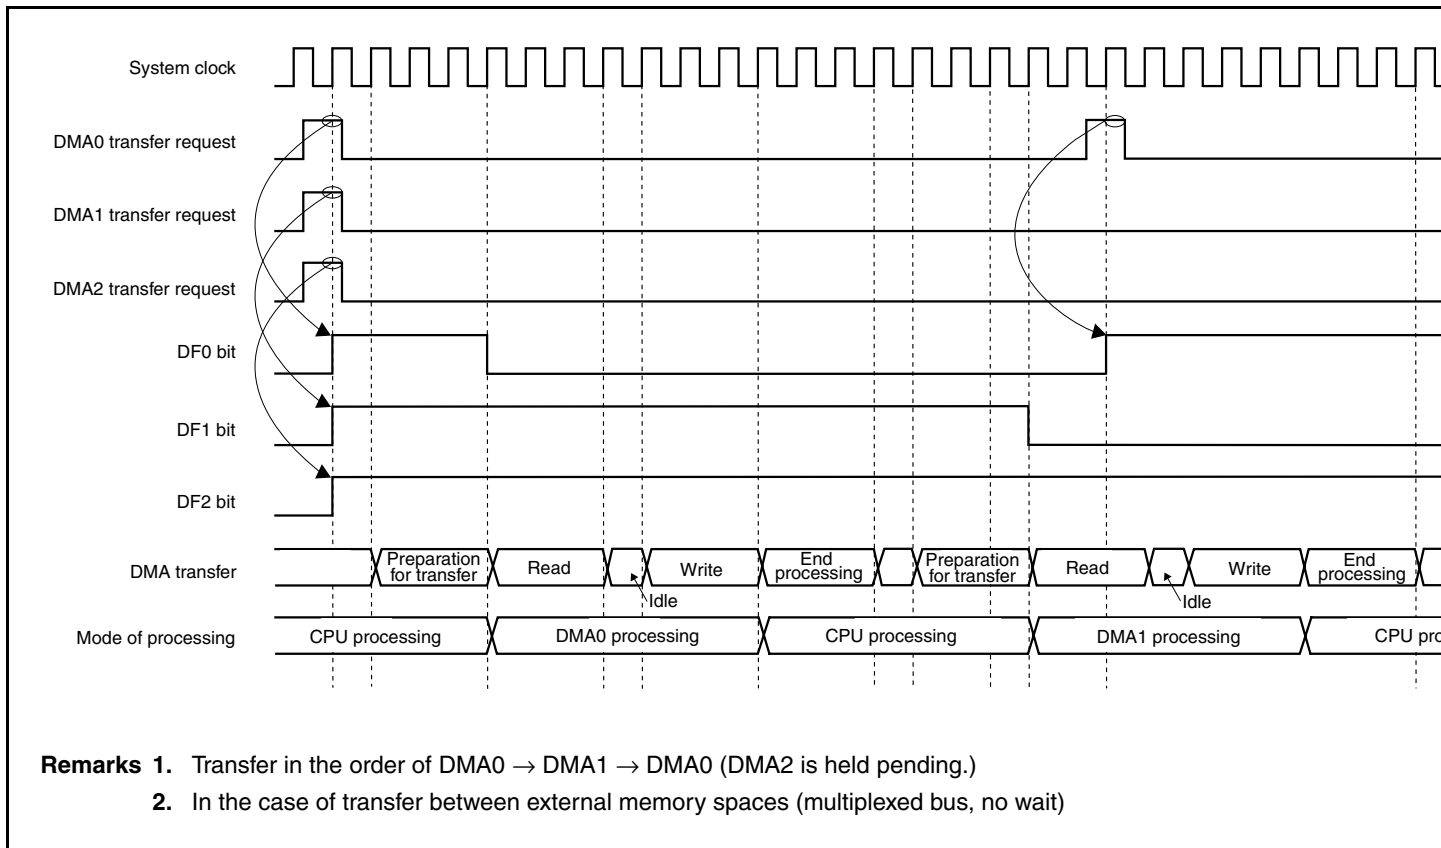 System clock
DMA0 transfer request
DMA1 transfer request
DMA2 transfer request
DF0 bit
DF1 bit
DF2 bit
DMA transfer
Preparation
for transfer
Read
Write
End
processing
Preparation
for transfer
Read
Write
End
processing
Idle
Idle
Mode of processing
CPU processing
DMA0 processing
CPU processing
DMA1 processing
CPU pro
Remarks 1. Transfer in the order of DMA0 → DMA1 → DMA0 (DMA2 is held pending.)
2. In the case of transfer between external memory spaces (multiplexed bus, no wait)